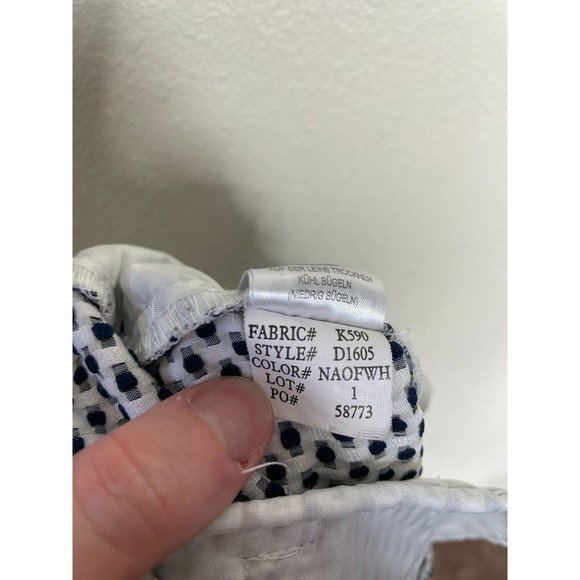 AUF DER LEINE TROCKNEN
KÜHL BÜGELN
(NIEDRIG BÜGELN)
FABRIC# K590
STYLE# D1605
COLOR# NAOFWH
LOT# 1
PO# 58773